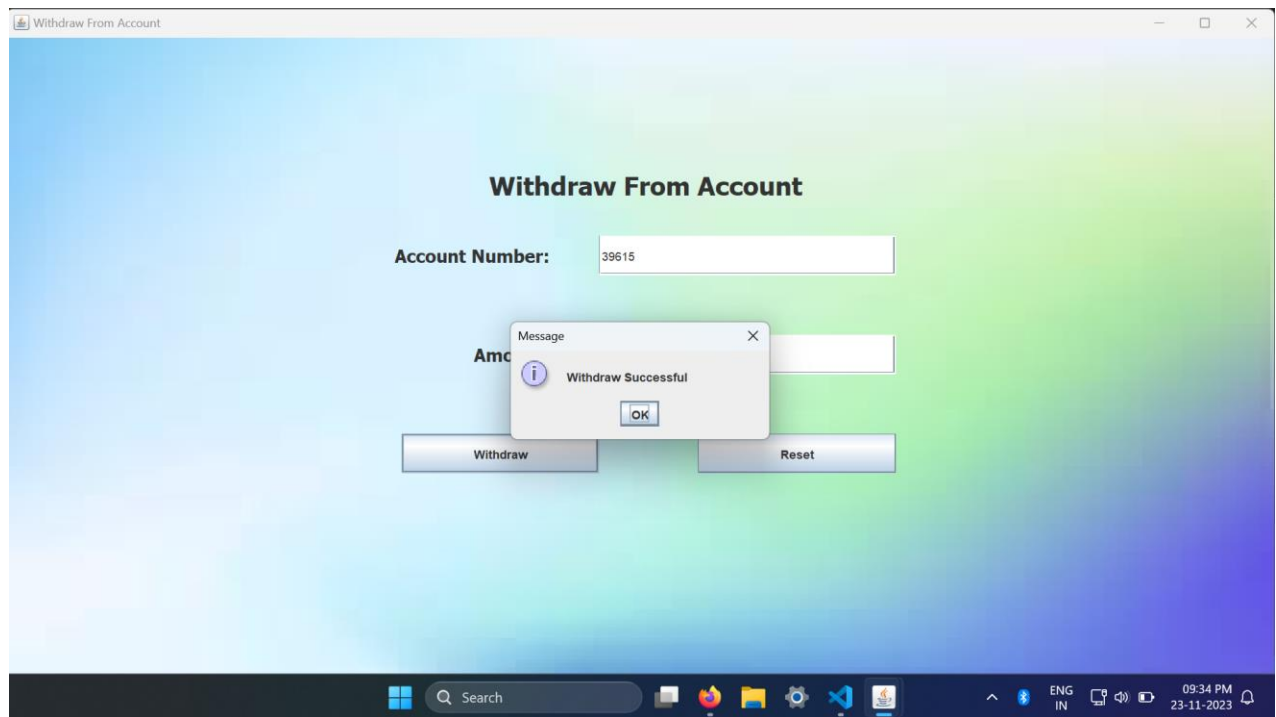 Withdraw From Account
Withdraw From Account
Account Number:
39615
Message
Withdraw Successful
OK
Withdraw
Reset
Search
ENG
IN
09:34 PM
23-11-2023